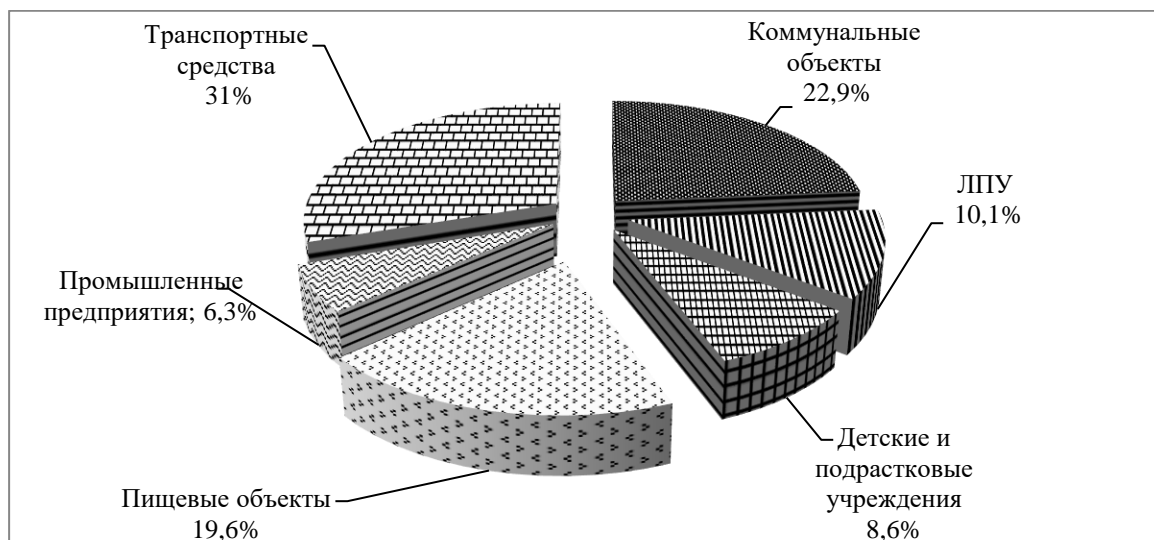 Транспортные
средства
31%
Коммунальные
объекты
22,9%
ЛПУ
10,1%
Промышленные
предприятия; 6,3%
Детские и
подрастковые
учреждения
8,6%
Пищевые объекты
19,6%